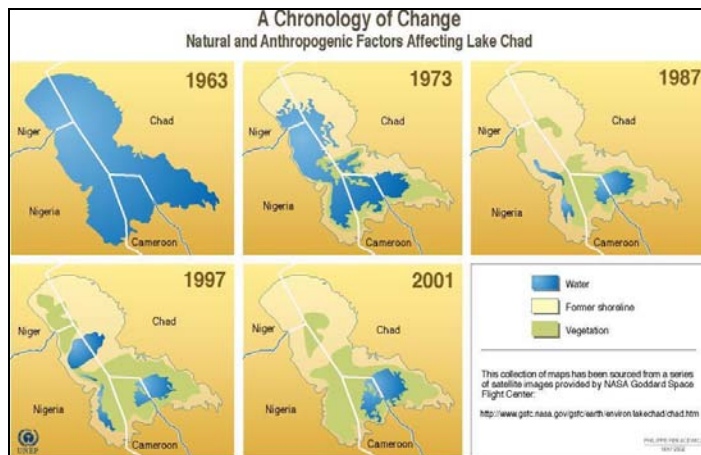 A Chronology of Change
Natural and Anthropogenic Factors Affecting Lake Chad
1963
Niger
Chad
Nigeria
Cameroon
1973
Niger
Chad
Nigeria
Cameroon
1987
Niger
Chad
Nigeria
Cameroon
1997
Niger
Chad
Nigeria
Cameroon
UNEP
2001
Niger
Chad
Nigeria
Cameroon
Water
Former shoreline
Vegetation
This collection of maps has been sourced from a series
of satellite images provided by NASA Goddard Space
Flight Center:
http://www.gsfc.nasa.gov/gsfc/earth/environ/lakechad/chad.htm
PHILIPPE